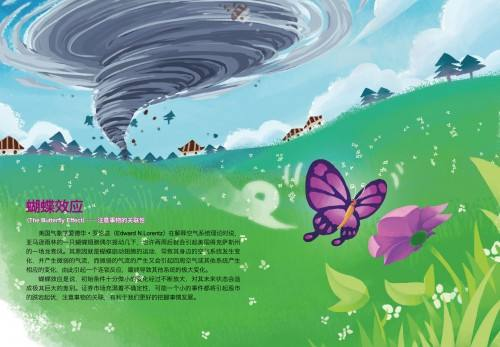 蝴蝶效应
(The Butterfly Effect)——注意事物的关联性
美国气象学家爱德华·罗伦兹（Edward N.Lorentz）在解释空气系统理论时说，
亚马逊雨林的一只蝴蝶翅膀偶尔振动几下，也许两周后就会引起美国得克萨斯州
的一场龙卷风。其原因就是蝴蝶扇动翅膀的运动，导致其身边的空气系统发生变
化，并产生微弱的气流，而微弱的气流的产生又会引起四周空气或其他系统产生
相应的变化，由此引起一个连锁反应，最终导致其他系统的极大变化。
蝴蝶效应是说，初始条件十分微小的变化经过不断放大，对其未来状态会造
成极其巨大的差别。证券市场充满着不确定性，可能一个小的事件都将引起股市
的跌宕起伏，注意事物的关联，有利于我们更好的把握事情发展。